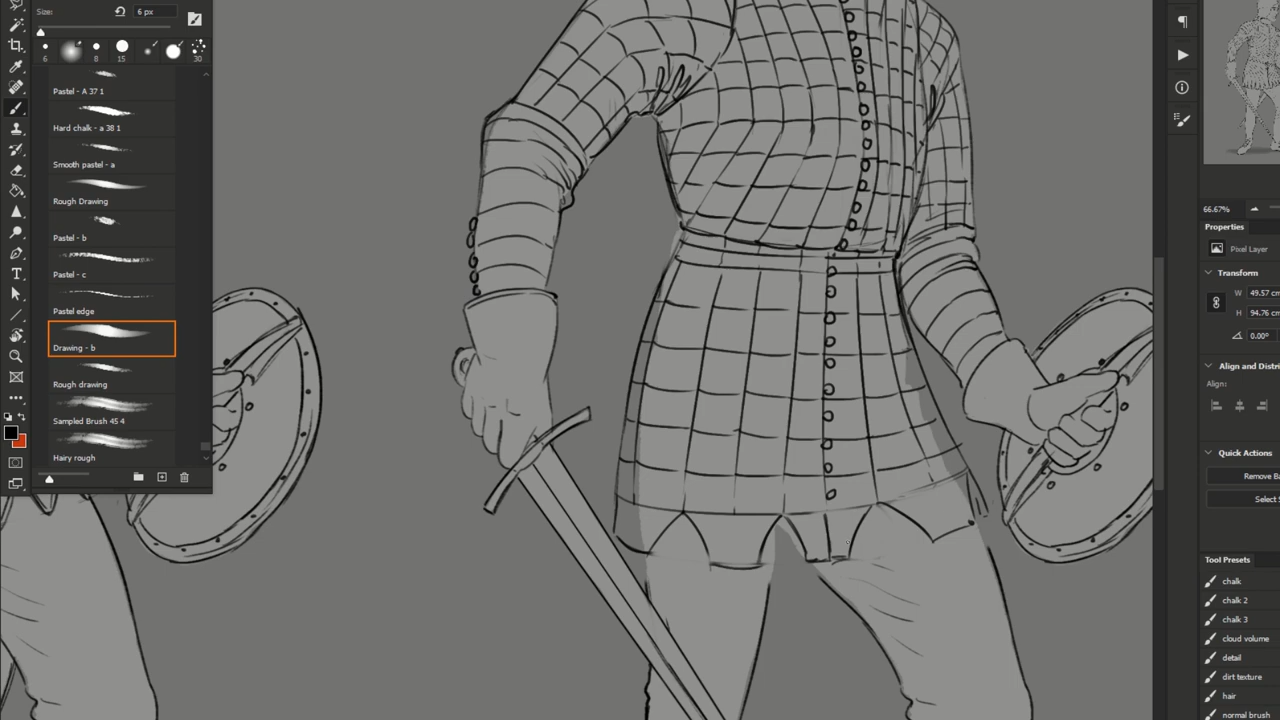 Size:
6 px
6
8
15
30
Pastel - A 37 1
Hard chalk - a 38 1
Smooth pastel - a
Rough Drawing
Pastel - b
Pastel - c
Pastel edge
Drawing - b
Rough drawing
Sampled Brush 45 4
Hairy rough
66.67%
Properties
Pixel Layer
Transform
W 49.57 cm
H 94.76 cm
0.00°
Align and Distri
Align:
Quick Actions
Remove Ba
Select S
Tool Presets
chalk
chalk 2
chalk 3
cloud volume
detail
dirt texture
hair
normal brush